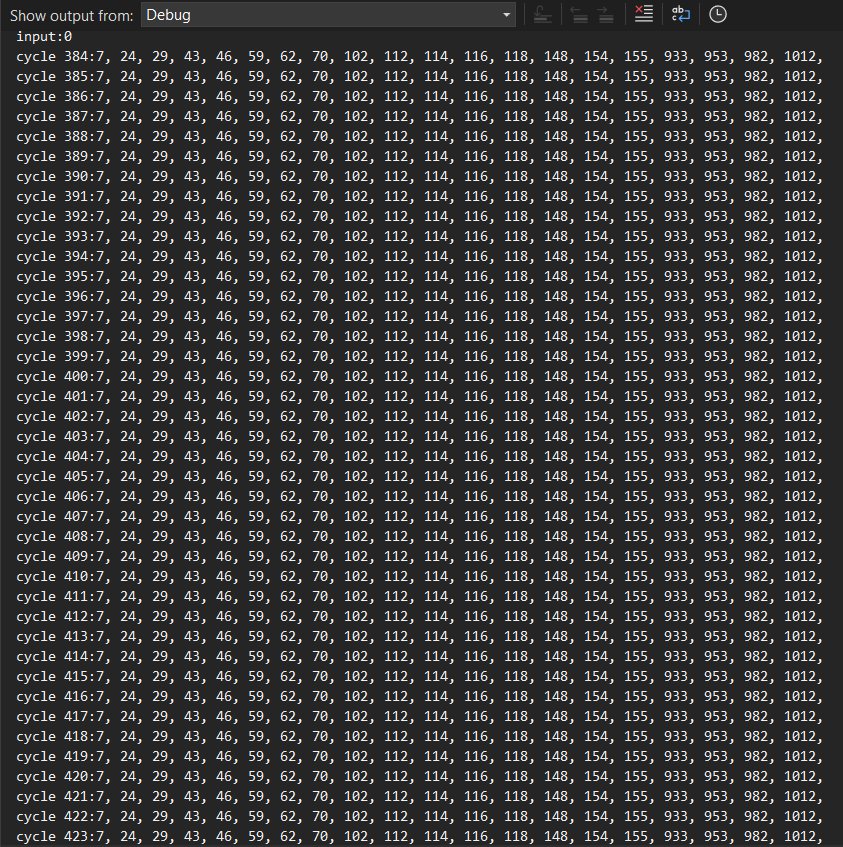 Show output from: Debug
input:0
cycle 384:7, 24, 29, 43, 46, 59, 62, 70, 102, 112, 114, 116, 118, 148, 154, 155, 933, 953, 982, 1012,
cycle 385:7, 24, 29, 43, 46, 59, 62, 70, 102, 112, 114, 116, 118, 148, 154, 155, 933, 953, 982, 1012,
cycle 386:7, 24, 29, 43, 46, 59, 62, 70, 102, 112, 114, 116, 118, 148, 154, 155, 933, 953, 982, 1012,
cycle 387:7, 24, 29, 43, 46, 59, 62, 70, 102, 112, 114, 116, 118, 148, 154, 155, 933, 953, 982, 1012,
cycle 388:7, 24, 29, 43, 46, 59, 62, 70, 102, 112, 114, 116, 118, 148, 154, 155, 933, 953, 982, 1012,
cycle 389:7, 24, 29, 43, 46, 59, 62, 70, 102, 112, 114, 116, 118, 148, 154, 155, 933, 953, 982, 1012,
cycle 390:7, 24, 29, 43, 46, 59, 62, 70, 102, 112, 114, 116, 118, 148, 154, 155, 933, 953, 982, 1012,
cycle 391:7, 24, 29, 43, 46, 59, 62, 70, 102, 112, 114, 116, 118, 148, 154, 155, 933, 953, 982, 1012,
cycle 392:7, 24, 29, 43, 46, 59, 62, 70, 102, 112, 114, 116, 118, 148, 154, 155, 933, 953, 982, 1012,
cycle 393:7, 24, 29, 43, 46, 59, 62, 70, 102, 112, 114, 116, 118, 148, 154, 155, 933, 953, 982, 1012,
cycle 394:7, 24, 29, 43, 46, 59, 62, 70, 102, 112, 114, 116, 118, 148, 154, 155, 933, 953, 982, 1012,
cycle 395:7, 24, 29, 43, 46, 59, 62, 70, 102, 112, 114, 116, 118, 148, 154, 155, 933, 953, 982, 1012,
cycle 396:7, 24, 29, 43, 46, 59, 62, 70, 102, 112, 114, 116, 118, 148, 154, 155, 933, 953, 982, 1012,
cycle 397:7, 24, 29, 43, 46, 59, 62, 70, 102, 112, 114, 116, 118, 148, 154, 155, 933, 953, 982, 1012,
cycle 398:7, 24, 29, 43, 46, 59, 62, 70, 102, 112, 114, 116, 118, 148, 154, 155, 933, 953, 982, 1012,
cycle 399:7, 24, 29, 43, 46, 59, 62, 70, 102, 112, 114, 116, 118, 148, 154, 155, 933, 953, 982, 1012,
cycle 400:7, 24, 29, 43, 46, 59, 62, 70, 102, 112, 114, 116, 118, 148, 154, 155, 933, 953, 982, 1012,
cycle 401:7, 24, 29, 43, 46, 59, 62, 70, 102, 112, 114, 116, 118, 148, 154, 155, 933, 953, 982, 1012,
cycle 402:7, 24, 29, 43, 46, 59, 62, 70, 102, 112, 114, 116, 118, 148, 154, 155, 933, 953, 982, 1012,
cycle 403:7, 24, 29, 43, 46, 59, 62, 70, 102, 112, 114, 116, 118, 148, 154, 155, 933, 953, 982, 1012,
cycle 404:7, 24, 29, 43, 46, 59, 62, 70, 102, 112, 114, 116, 118, 148, 154, 155, 933, 953, 982, 1012,
cycle 405:7, 24, 29, 43, 46, 59, 62, 70, 102, 112, 114, 116, 118, 148, 154, 155, 933, 953, 982, 1012,
cycle 406:7, 24, 29, 43, 46, 59, 62, 70, 102, 112, 114, 116, 118, 148, 154, 155, 933, 953, 982, 1012,
cycle 407:7, 24, 29, 43, 46, 59, 62, 70, 102, 112, 114, 116, 118, 148, 154, 155, 933, 953, 982, 1012,
cycle 408:7, 24, 29, 43, 46, 59, 62, 70, 102, 112, 114, 116, 118, 148, 154, 155, 933, 953, 982, 1012,
cycle 409:7, 24, 29, 43, 46, 59, 62, 70, 102, 112, 114, 116, 118, 148, 154, 155, 933, 953, 982, 1012,
cycle 410:7, 24, 29, 43, 46, 59, 62, 70, 102, 112, 114, 116, 118, 148, 154, 155, 933, 953, 982, 1012,
cycle 411:7, 24, 29, 43, 46, 59, 62, 70, 102, 112, 114, 116, 118, 148, 154, 155, 933, 953, 982, 1012,
cycle 412:7, 24, 29, 43, 46, 59, 62, 70, 102, 112, 114, 116, 118, 148, 154, 155, 933, 953, 982, 1012,
cycle 413:7, 24, 29, 43, 46, 59, 62, 70, 102, 112, 114, 116, 118, 148, 154, 155, 933, 953, 982, 1012,
cycle 414:7, 24, 29, 43, 46, 59, 62, 70, 102, 112, 114, 116, 118, 148, 154, 155, 933, 953, 982, 1012,
cycle 415:7, 24, 29, 43, 46, 59, 62, 70, 102, 112, 114, 116, 118, 148, 154, 155, 933, 953, 982, 1012,
cycle 416:7, 24, 29, 43, 46, 59, 62, 70, 102, 112, 114, 116, 118, 148, 154, 155, 933, 953, 982, 1012,
cycle 417:7, 24, 29, 43, 46, 59, 62, 70, 102, 112, 114, 116, 118, 148, 154, 155, 933, 953, 982, 1012,
cycle 418:7, 24, 29, 43, 46, 59, 62, 70, 102, 112, 114, 116, 118, 148, 154, 155, 933, 953, 982, 1012,
cycle 419:7, 24, 29, 43, 46, 59, 62, 70, 102, 112, 114, 116, 118, 148, 154, 155, 933, 953, 982, 1012,
cycle 420:7, 24, 29, 43, 46, 59, 62, 70, 102, 112, 114, 116, 118, 148, 154, 155, 933, 953, 982, 1012,
cycle 421:7, 24, 29, 43, 46, 59, 62, 70, 102, 112, 114, 116, 118, 148, 154, 155, 933, 953, 982, 1012,
cycle 422:7, 24, 29, 43, 46, 59, 62, 70, 102, 112, 114, 116, 118, 148, 154, 155, 933, 953, 982, 1012,
cycle 423:7, 24, 29, 43, 46, 59, 62, 70, 102, 112, 114, 116, 118, 148, 154, 155, 933, 953, 982, 1012,